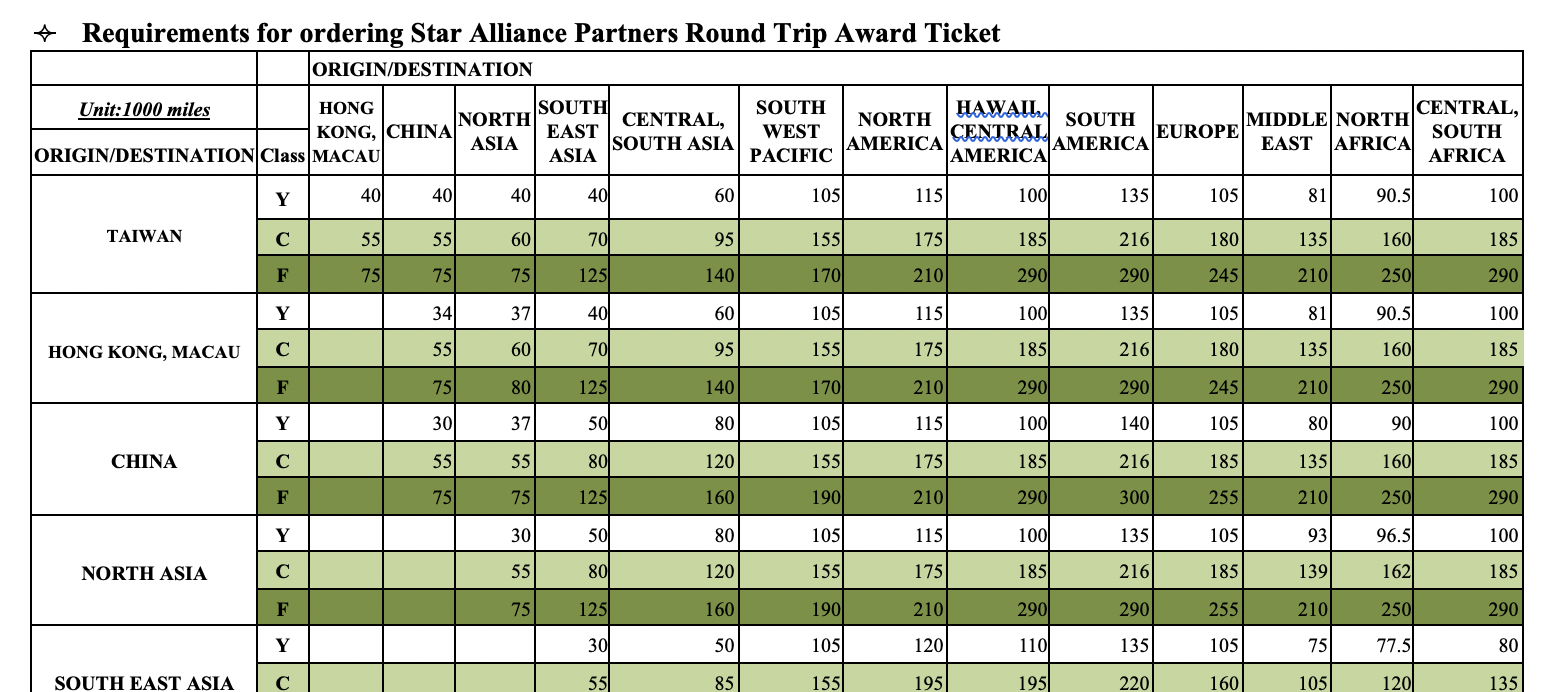 ✧ Requirements for ordering Star Alliance Partners Round Trip Award Ticket
ORIGIN/DESTINATION
Unit:1000 miles
ORIGIN/DESTINATION Class HONG KONG, MACAU CHINA NORTH ASIA SOUTH EAST ASIA CENTRAL, SOUTH ASIA SOUTH WEST PACIFIC NORTH AMERICA HAWAII, CENTRAL AMERICA SOUTH AMERICA EUROPE MIDDLE EAST NORTH AFRICA CENTRAL, SOUTH AFRICA
TAIWAN
Y 40 40 40 40 60 105 115 100 135 105 81 90.5 100
C 55 55 60 70 95 155 175 185 216 180 135 160 185
F 75 75 75 125 140 170 210 290 290 245 210 250 290
HONG KONG, MACAU
Y 34 37 40 60 105 115 100 135 105 81 90.5 100
C 55 60 70 95 155 175 185 216 180 135 160 185
F 75 80 125 140 170 210 290 290 245 210 250 290
CHINA
Y 30 37 50 80 105 115 100 140 105 80 90 100
C 55 55 80 120 155 175 185 216 185 135 160 185
F 75 75 125 160 190 210 290 300 255 210 250 290
NORTH ASIA
Y 30 50 80 105 115 100 135 105 93 96.5 100
C 55 80 120 155 175 185 216 185 139 162 185
F 75 125 160 190 210 290 290 255 210 250 290
SOUTH EAST ASIA
Y 30 50 105 120 110 135 105 75 77.5 80
C 55 85 155 195 195 220 160 105 120 135